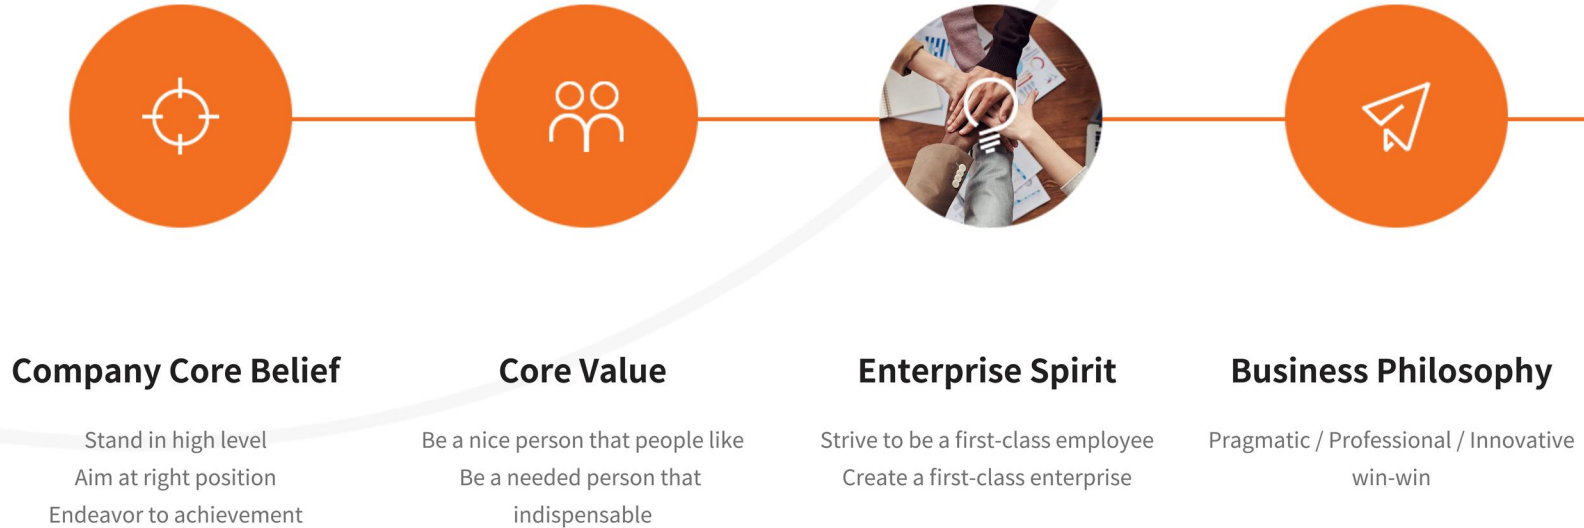 Company Core Belief
Stand in high level
Aim at right position
Endeavor to achievement
Core Value
Be a nice person that people like
Be a needed person that
indispensable
Enterprise Spirit
Strive to be a first-class employee
Create a first-class enterprise
Business Philosophy
Pragmatic / Professional / Innovative
win-win